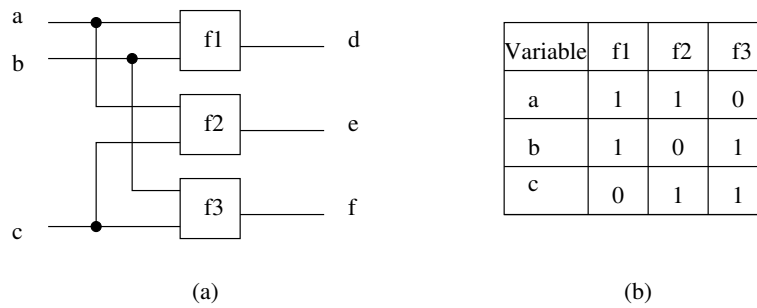 a
b
c
f1
f2
f3
d
e
f
(a)
Variable f1 f2 f3
a 1 1 0
b 1 0 1
c 0 1 1
(b)